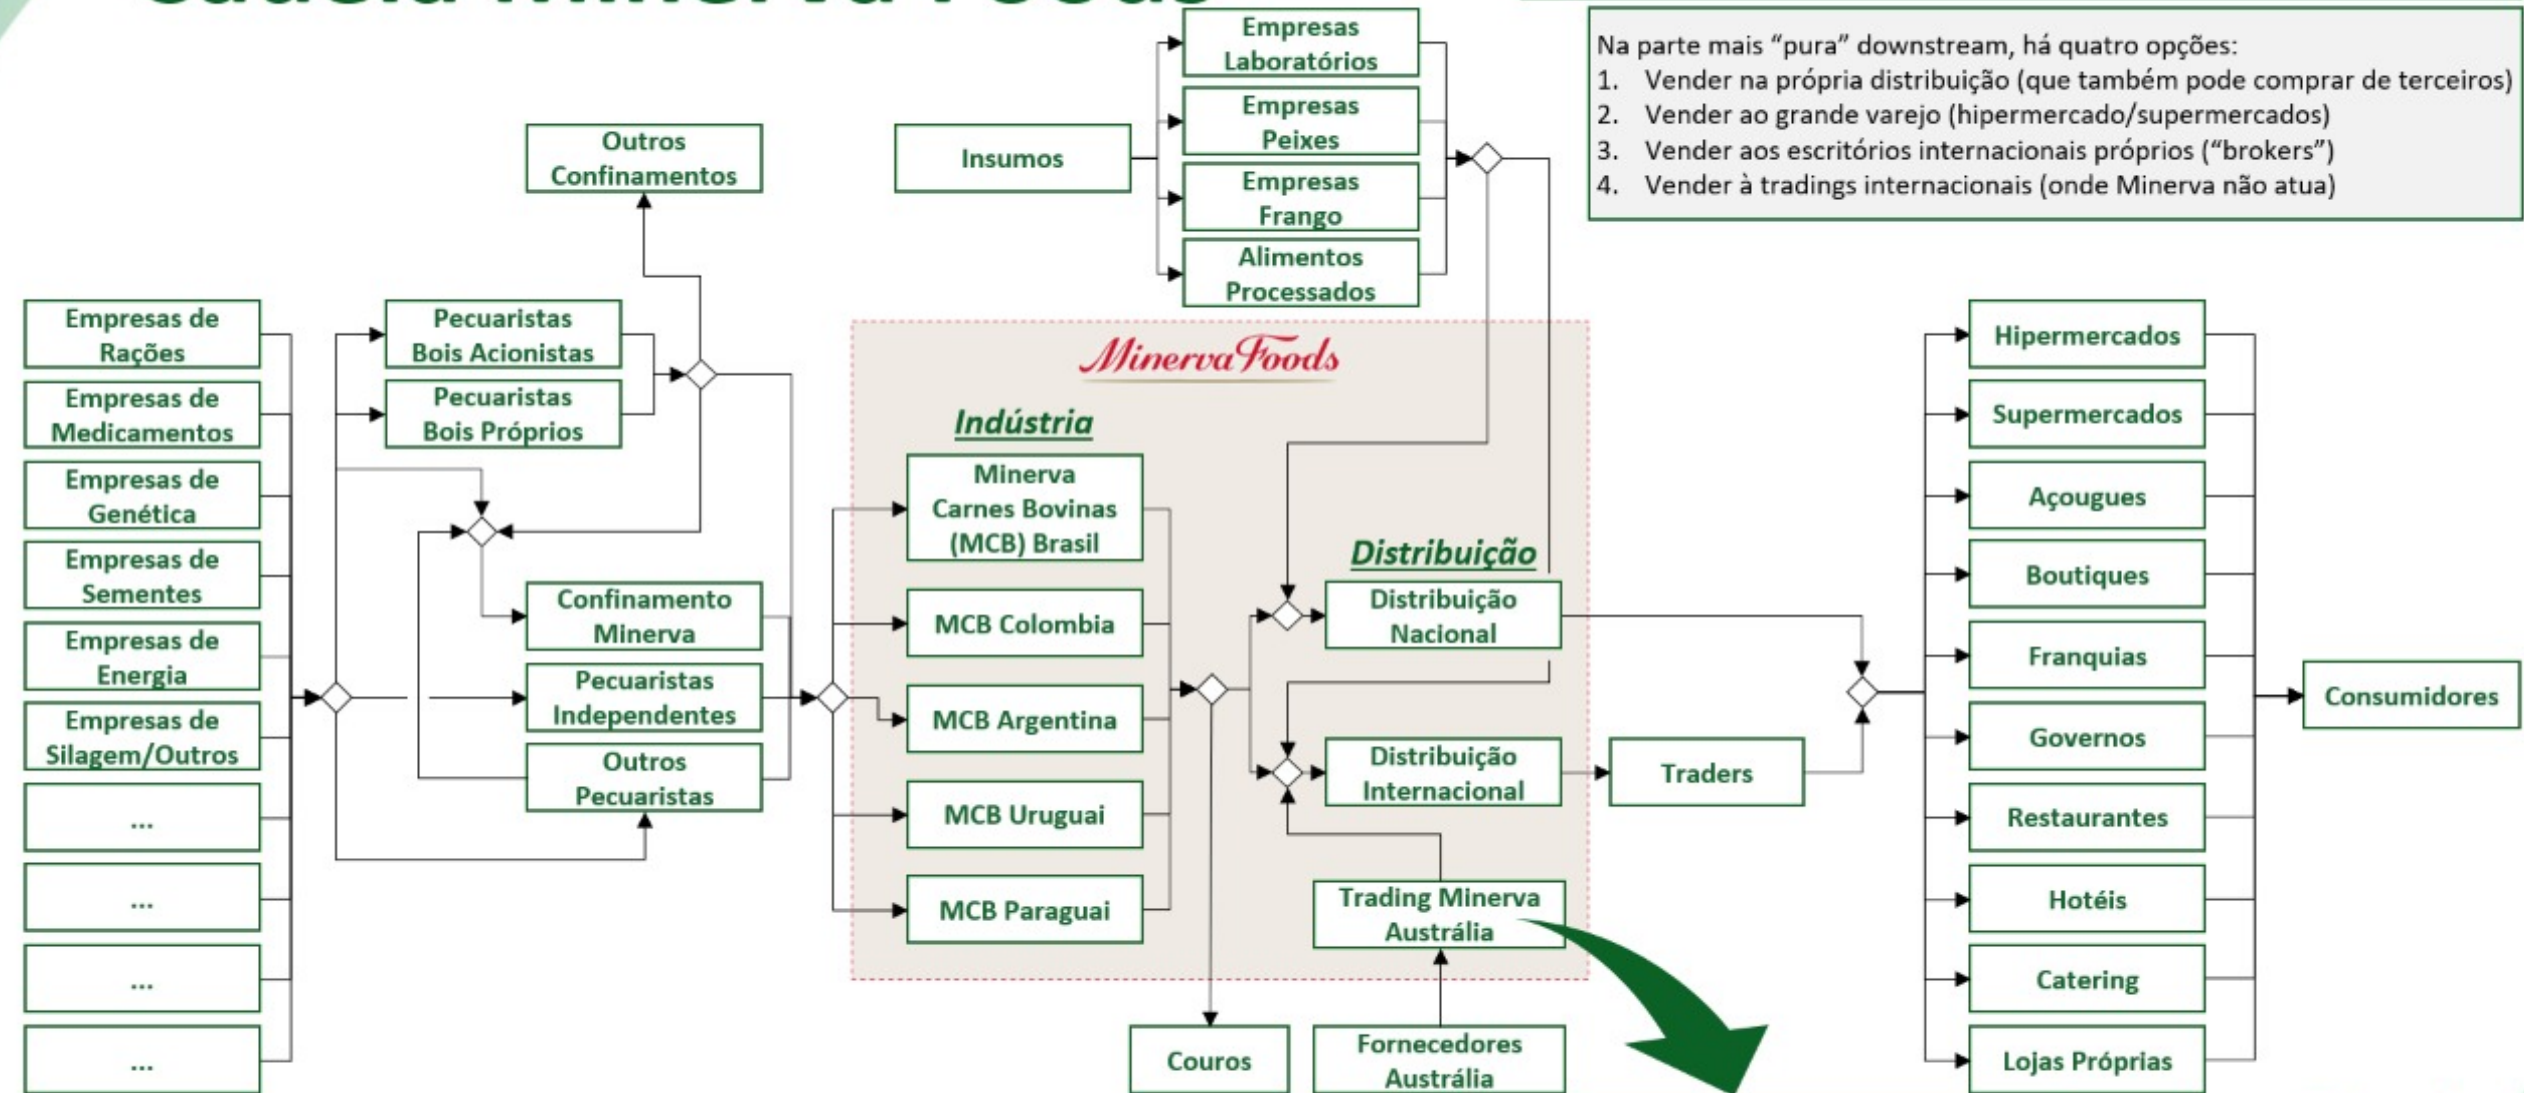 Cadeia Minerva Foods
Na parte mais “pura” downstream, há quatro opções:
1. Vender na própria distribuição (que também pode comprar de terceiros)
2. Vender ao grande varejo (hipermercado/supermercados)
3. Vender aos escritórios internacionais próprios (“brokers”)
4. Vender à tradings internacionais (onde Minerva não atua)
Empresas de
Rações
Empresas de
Medicamentos
Empresas de
Genética
Empresas de
Sementes
Empresas de
Energia
Empresas de
Silagem/Outros
...
...
...
...
Outros
Confinamentos
Pecuaristas
Bois Acionistas
Pecuaristas
Bois Próprios
Confinamento
Minerva
Pecuaristas
Independentes
Outros
Pecuaristas
Insumos
Empresas
Laboratórios
Empresas
Peixes
Empresas
Frango
Alimentos
Processados
Minerva Foods
Indústria
Minerva
Carnes Bovinas
(MCB) Brasil
MCB Colombia
MCB Argentina
MCB Uruguai
MCB Paraguai
Distribuição
Distribuição
Nacional
Distribuição
Internacional
Trading Minerva
Austrália
Couros
Fornecedores
Austrália
Traders
Hipermercados
Supermercados
Açougues
Boutiques
Franquias
Governos
Restaurantes
Hotéis
Catering
Lojas Próprias
Consumidores